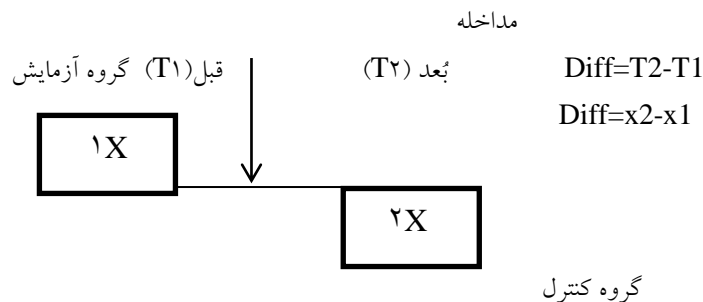 مداخله
قبل(T۱) گروه آزمایش
بُعد (T۲)
Diff=T2-T1
Diff=x2-x1
۱X
۲X
گروه کنترل